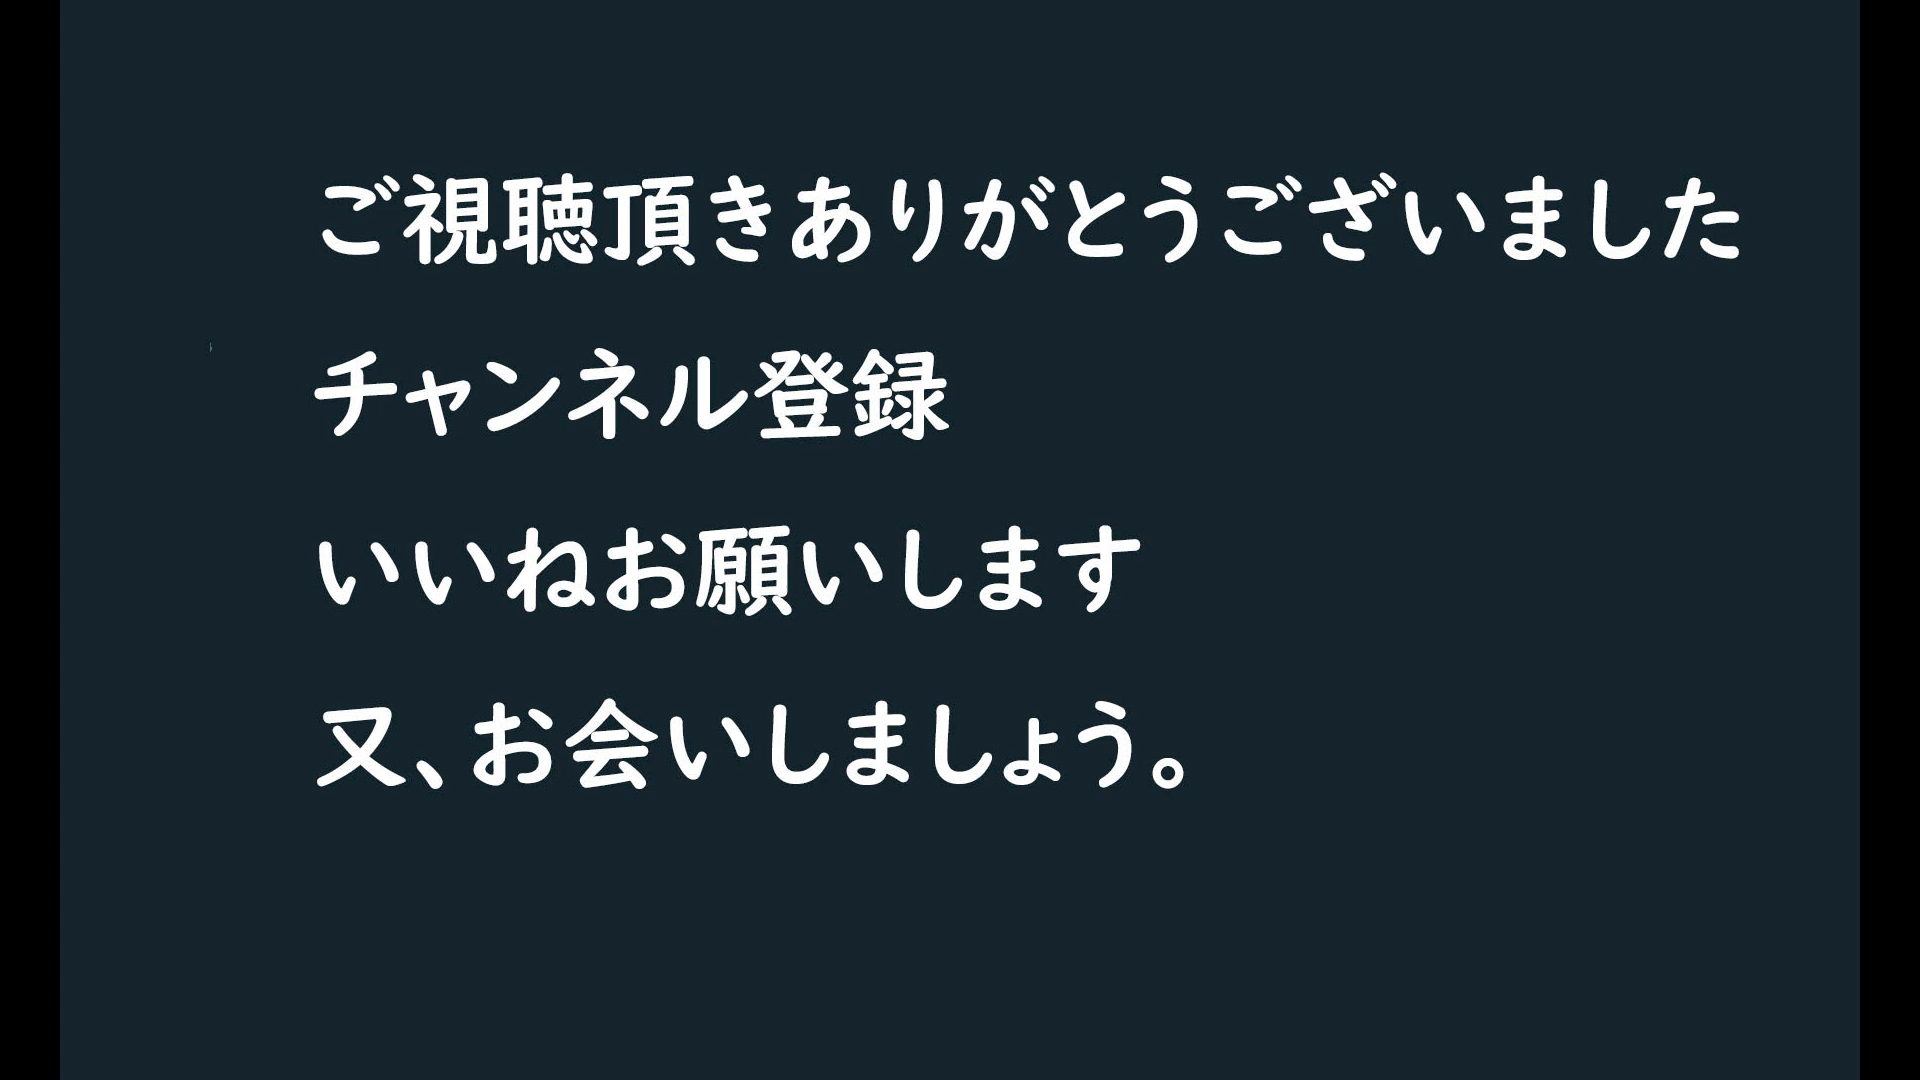 ご視聴頂きありがとうございました
チャンネル登録
いいねお願いします
又、お会いしましょう。